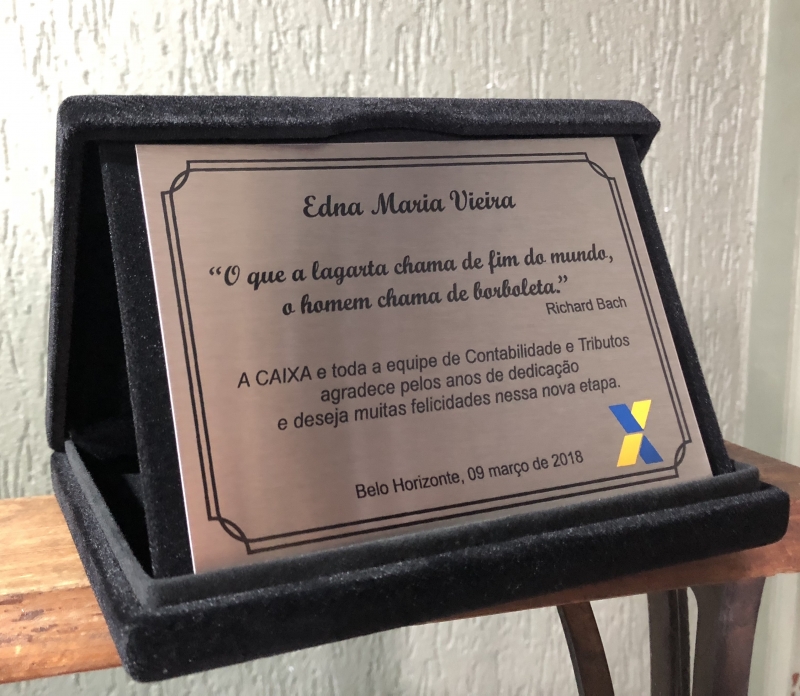 Edna Maria Vieira
“O que a lagarta chama de fim do mundo,
o homem chama de borboleta.”
Richard Bach
A CAIXA e toda a equipe de Contabilidade e Tributos
agradece pelos anos de dedicação
e deseja muitas felicidades nessa nova etapa.
Belo Horizonte, 09 março de 2018